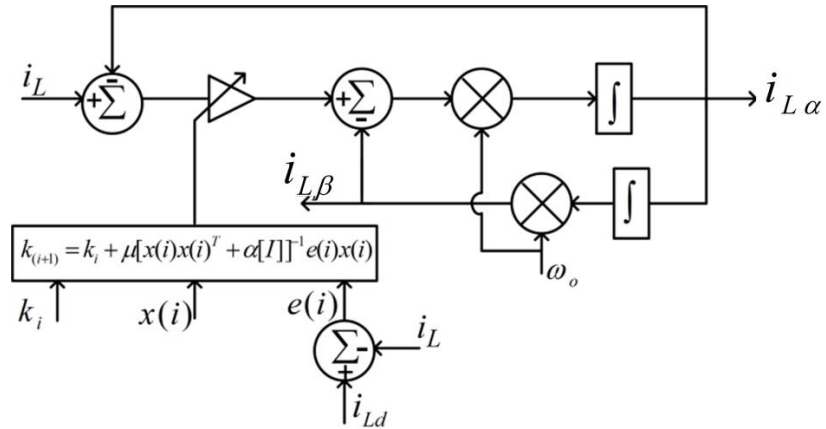 i_L
+ Σ -
+ Σ -
∫
i_{Lα}
i_{Lβ}
∫
ω_o
k_{(i+1)} = k_i + μ[x(i)x(i)^T + α[I]]^{-1} e(i)x(i)
k_i
x(i)
e(i)
Σ - +
i_L
i_{Ld}